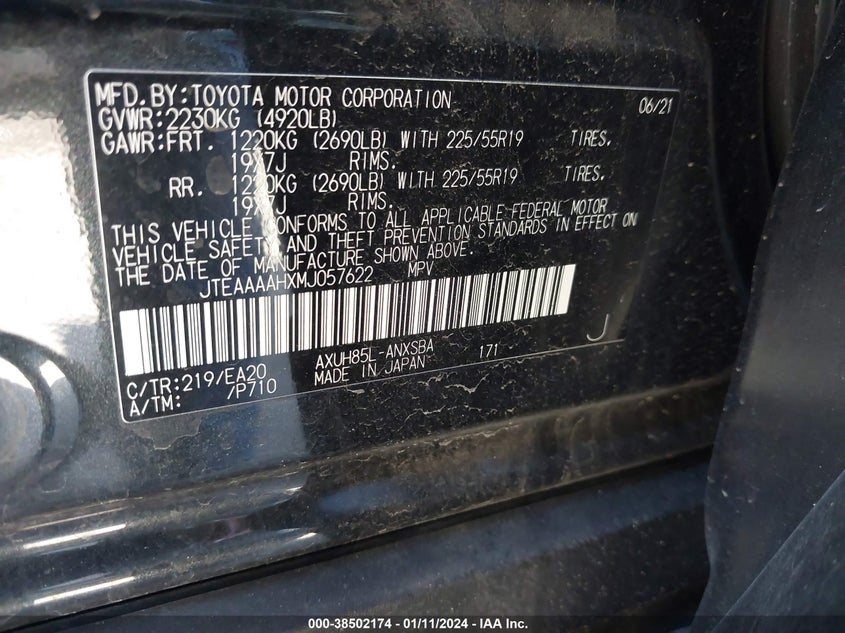 MFD.BY:TOYOTA MOTOR CORPORATION 06/21
GVWR:2230KG (4920LB)
GAWR:FRT. 1220KG (2690LB) WITH 225/55R19 TIRES.
19X7J RIMS.
RR. 1220KG (2690LB) WITH 225/55R19 TIRES.
19X7J RIMS.
THIS VEHICLE CONFORMS TO ALL APPLICABLE FEDERAL MOTOR
VEHICLE SAFETY AND THEFT PREVENTION STANDARDS IN EFFECT ON
THE DATE OF MANUFACTURE SHOWN ABOVE.
JTEAAAAHXMJ057622 MPV
J
AXUH85L-ANXSBA 171
C/TR:219/EA20 MADE IN JAPAN
A/TM: /P710
000-38502174 - 01/11/2024 - IAA Inc.